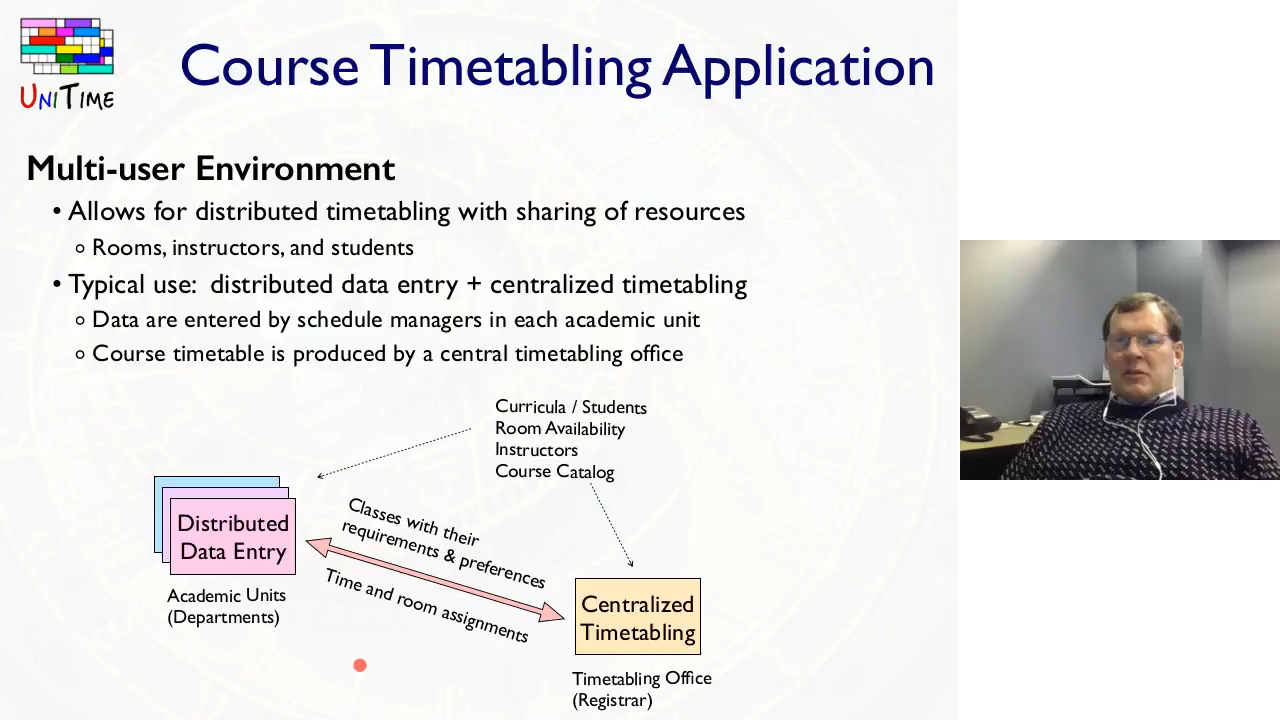 UNITIME
Course Timetabling Application
Multi-user Environment
• Allows for distributed timetabling with sharing of resources
○ Rooms, instructors, and students
• Typical use: distributed data entry + centralized timetabling
○ Data are entered by schedule managers in each academic unit
○ Course timetable is produced by a central timetabling office
Curricula / Students
Room Availability
Instructors
Course Catalog
Distributed
Data Entry
Academic Units
(Departments)
Classes with their
requirements & preferences
Time and room assignments
Centralized
Timetabling
Timetabling Office
(Registrar)